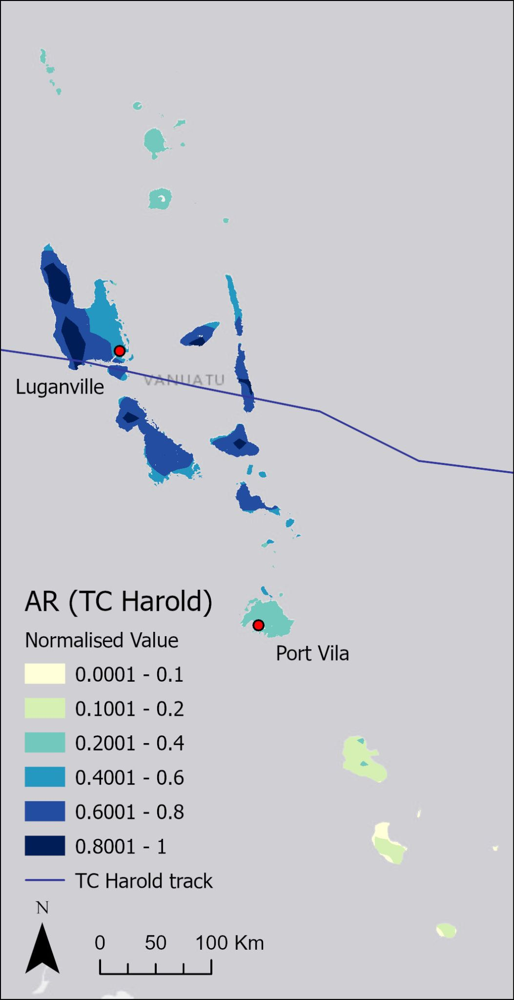 VANUATU
Luganville
AR (TC Harold)
Normalised Value
Port Vila
0.0001 - 0.1
0.1001 - 0.2
0.2001 - 0.4
0.4001 - 0.6
0.6001 - 0.8
0.8001 - 1
TC Harold track
N
0 50 100 Km